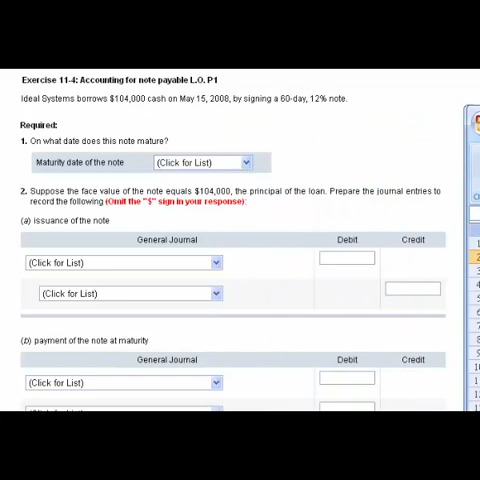 Exercise 11-4: Accounting for note payable L.O. P1
Ideal Systems borrows $104,000 cash on May 15, 2008, by signing a 60-day, 12% note.
Required:
1. On what date does this note mature?
Maturity date of the note (Click for List)
2. Suppose the face value of the note equals $104,000, the principal of the loan. Prepare the journal entries to
record the following (Omit the "$" sign in your response):
(a) issuance of the note
General Journal Debit Credit
(Click for List)
(Click for List)
(b) payment of the note at maturity
General Journal Debit Credit
(Click for List)